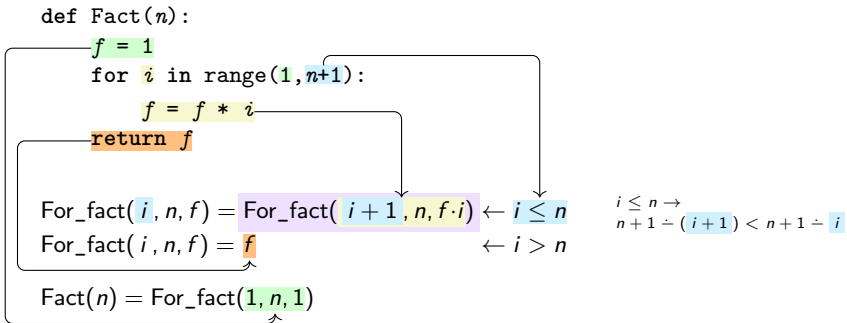 def Fact(n):
f = 1
for i in range(1,n+1):
f = f * i
return f
For_fact( i , n, f) = For_fact( i + 1 , n, f·i) ← i ≤ n
i ≤ n →
n + 1 ∸ ( i + 1 ) < n + 1 ∸ i
For_fact( i , n, f) = f ← i > n
Fact(n) = For_fact(1, n, 1)